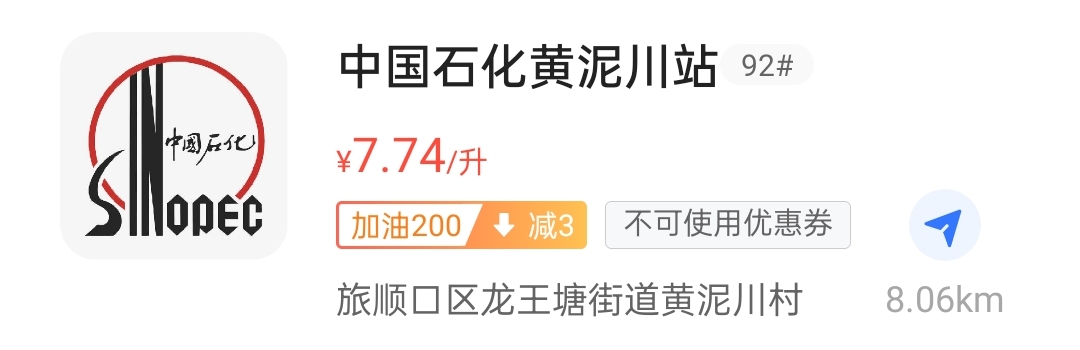 中国石化黄泥川站 92#
中國石化
SINOPEC
¥7.74/升
加油200 减3 不可使用优惠券
旅顺口区龙王塘街道黄泥川村 8.06km